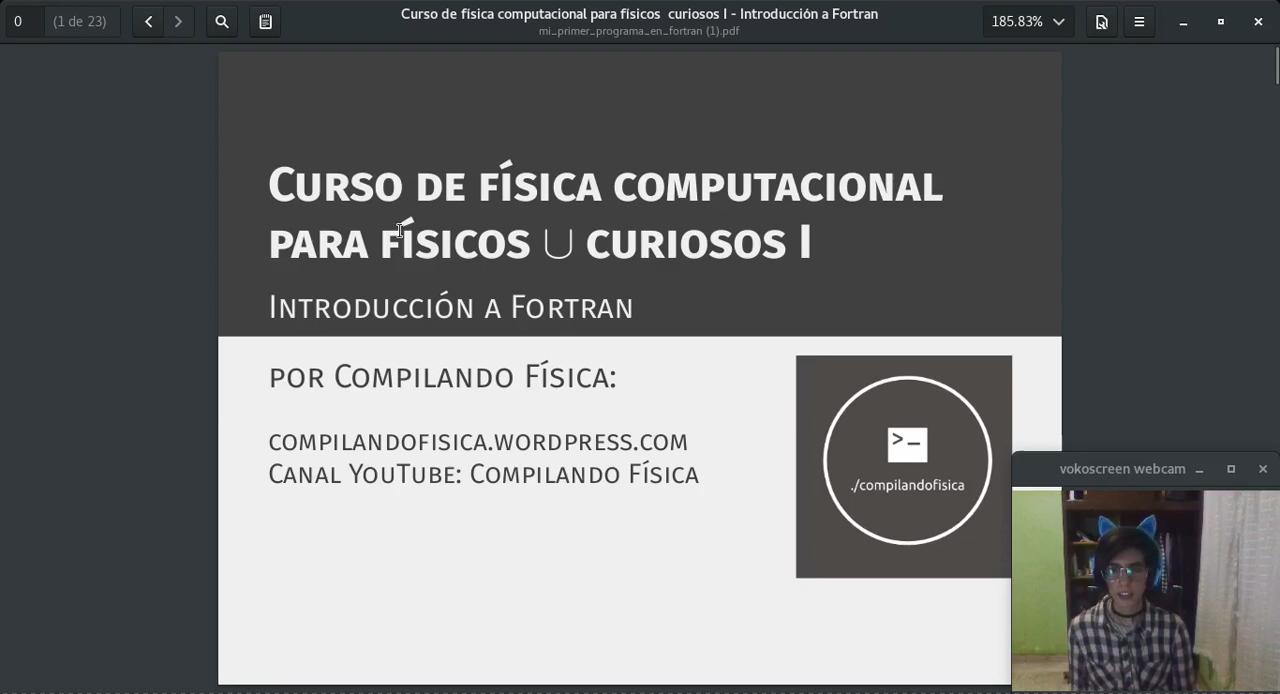 0 (1 de 23)
Curso de física computacional para físicos curiosos I - Introducción a Fortran
mi_primer_programa_en_fortran (1).pdf
185.83%
Curso de física computacional
para físicos ∪ curiosos I
Introducción a Fortran
por Compilando Física:
compilandofisica.wordpress.com
Canal YouTube: Compilando Física
>_
./compilandofisica
vokoscreen webcam